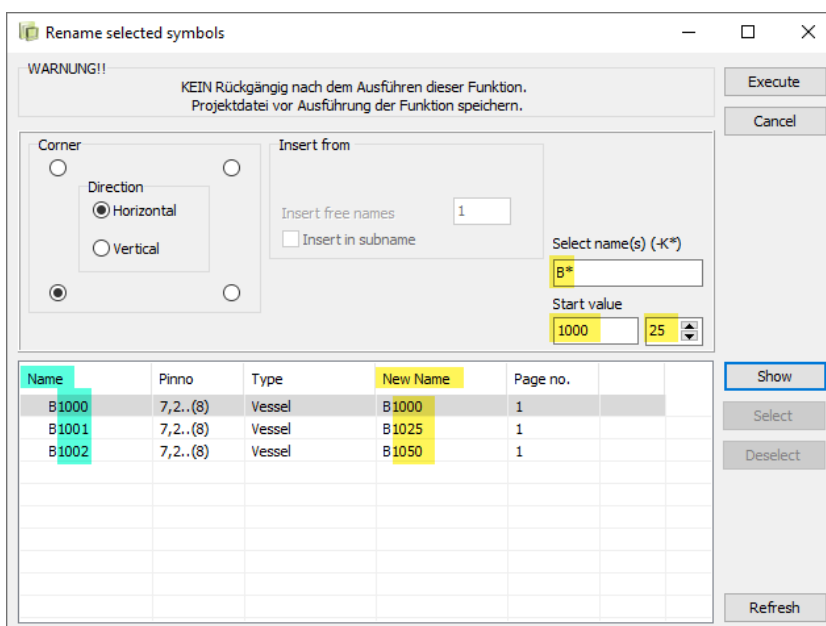 Rename selected symbols
WARNUNG!!
KEIN Rückgängig nach dem Ausführen dieser Funktion.
Projektdatei vor Ausführung der Funktion speichern.
Execute
Cancel
Corner
Direction
Horizontal
Vertical
Insert from
Insert free names 1
Insert in subname
Select name(s) (-K*)
B*
Start value
1000 25
Name Pinno Type New Name Page no.
B1000 7,2..(8) Vessel B1000 1
B1001 7,2..(8) Vessel B1025 1
B1002 7,2..(8) Vessel B1050 1
Show
Select
Deselect
Refresh